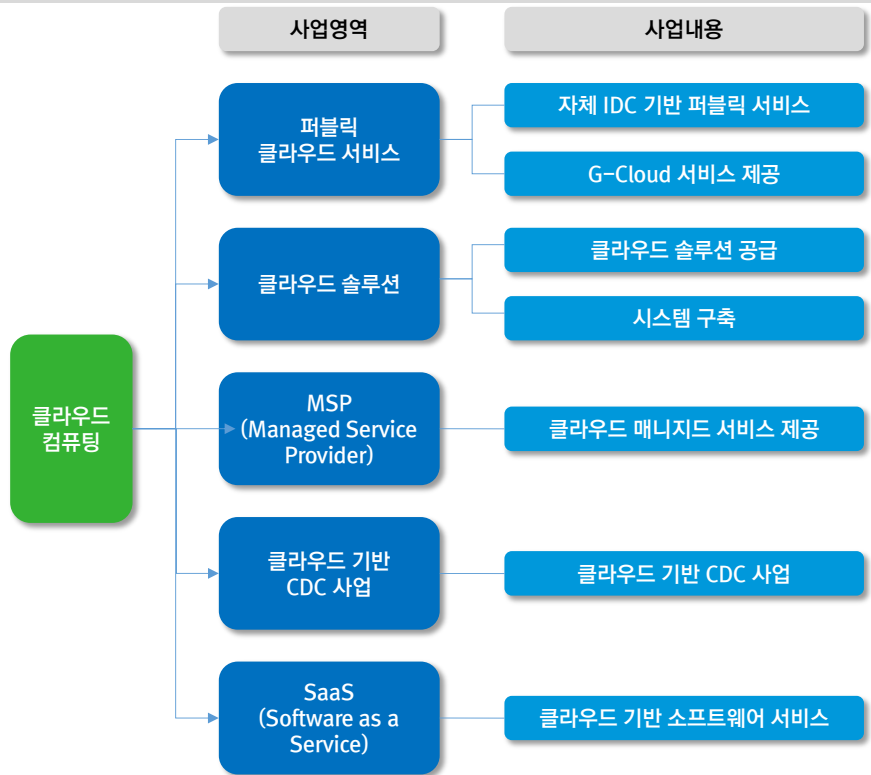 사업영역
사업내용
클라우드
컴퓨팅
퍼블릭
클라우드 서비스
자체 IDC 기반 퍼블릭 서비스
G-Cloud 서비스 제공
클라우드 솔루션
클라우드 솔루션 공급
시스템 구축
MSP
(Managed Service
Provider)
클라우드 매니지드 서비스 제공
클라우드 기반
CDC 사업
클라우드 기반 CDC 사업
SaaS
(Software as a
Service)
클라우드 기반 소프트웨어 서비스